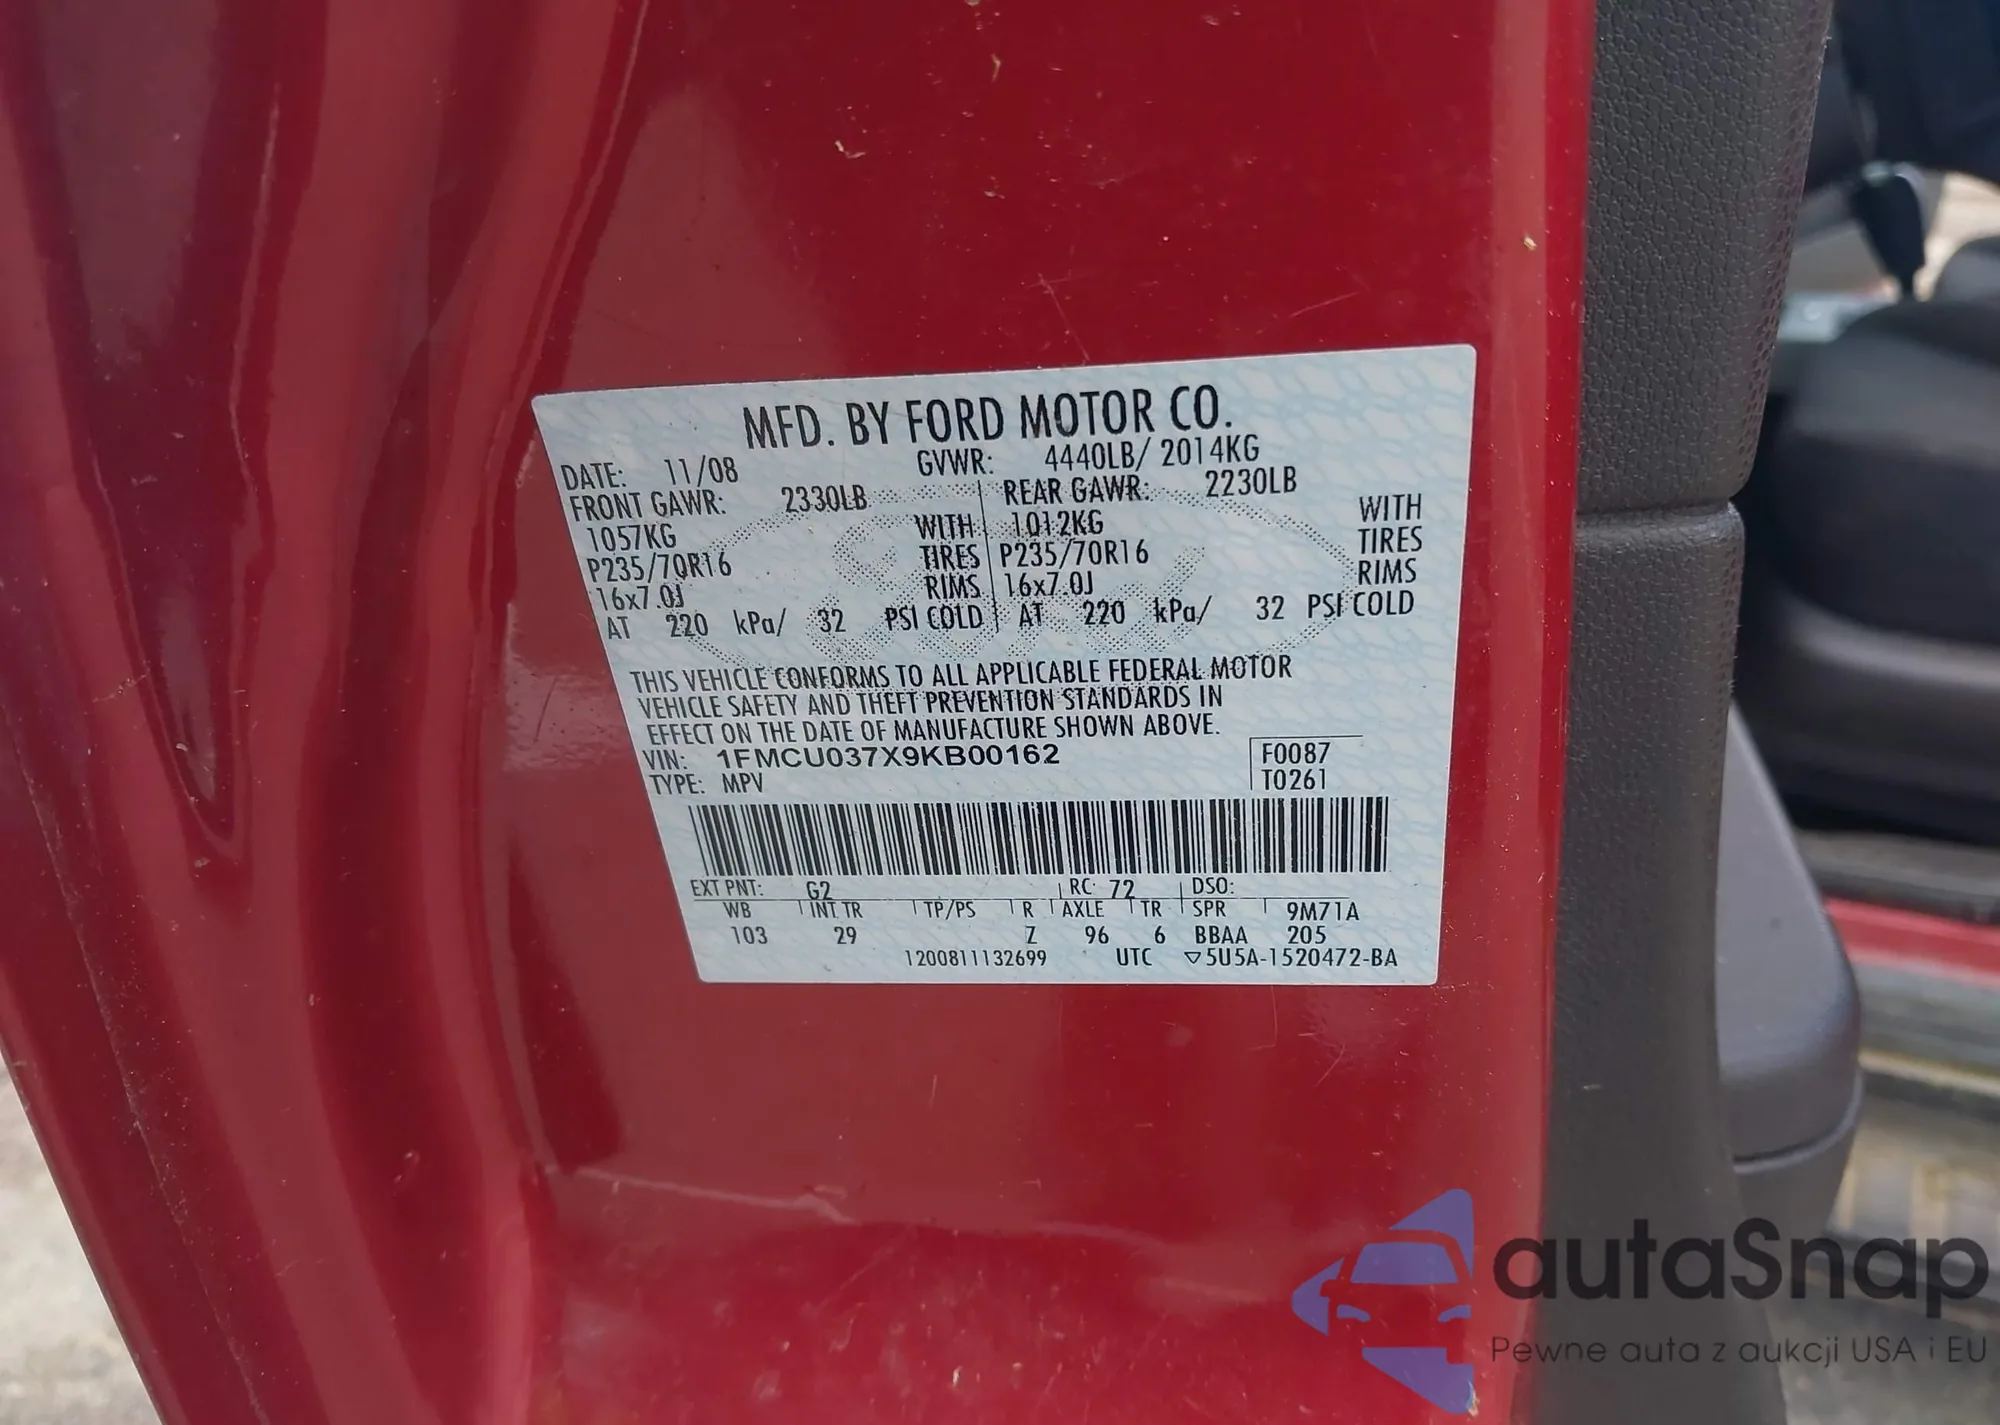 MFD. BY FORD MOTOR CO.
DATE: 11/08 GVWR: 4440LB/ 2014KG
FRONT GAWR: 2330LB REAR GAWR: 2230LB
1057KG WITH 1012KG WITH
P235/70R16 TIRES P235/70R16 TIRES
16x7.0J RIMS 16x7.0J RIMS
AT 220 kPa/ 32 PSI COLD AT 220 kPa/ 32 PSI COLD
THIS VEHICLE CONFORMS TO ALL APPLICABLE FEDERAL MOTOR
VEHICLE SAFETY AND THEFT PREVENTION STANDARDS IN
EFFECT ON THE DATE OF MANUFACTURE SHOWN ABOVE.
VIN: 1FMCU037X9KB00162 F0087
TYPE: MPV T0261
EXT PNT: G2 RC: 72 DSO:
WB INT TR TP/PS R AXLE TR SPR 9M71A
103 29 Z 96 6 BBAA 205
1200811132699 UTC ▽5U5A-1520472-BA
autaSnap
Pewne auta z aukcji USA i EU